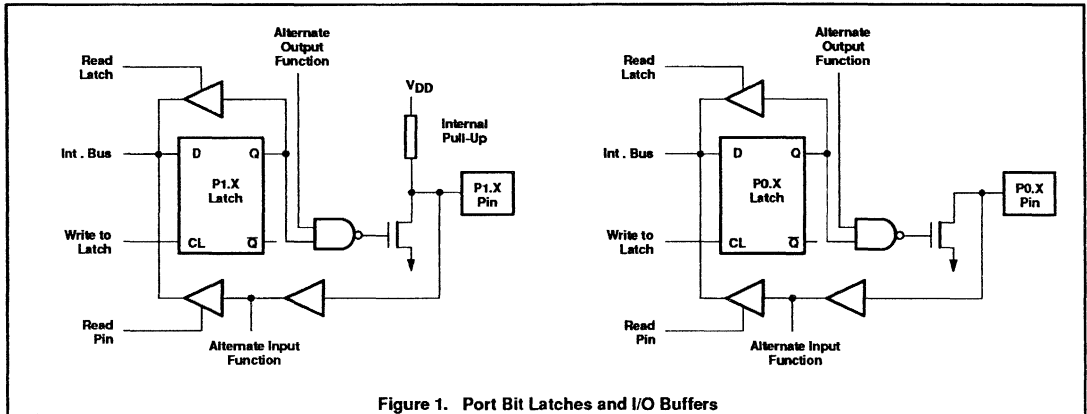 Alternate
Output
Function
Read
Latch
VDD
Internal
Pull-Up
Int . Bus
D
Q
P1.X
Latch
P1.X
Pin
Write to
Latch
CL
Q
Read
Pin
Alternate Input
Function
Alternate
Output
Function
Read
Latch
Int . Bus
D
Q
P0.X
Latch
P0.X
Pin
Write to
Latch
CL
Q
Read
Pin
Alternate Input
Function
Figure 1. Port Bit Latches and I/O Buffers